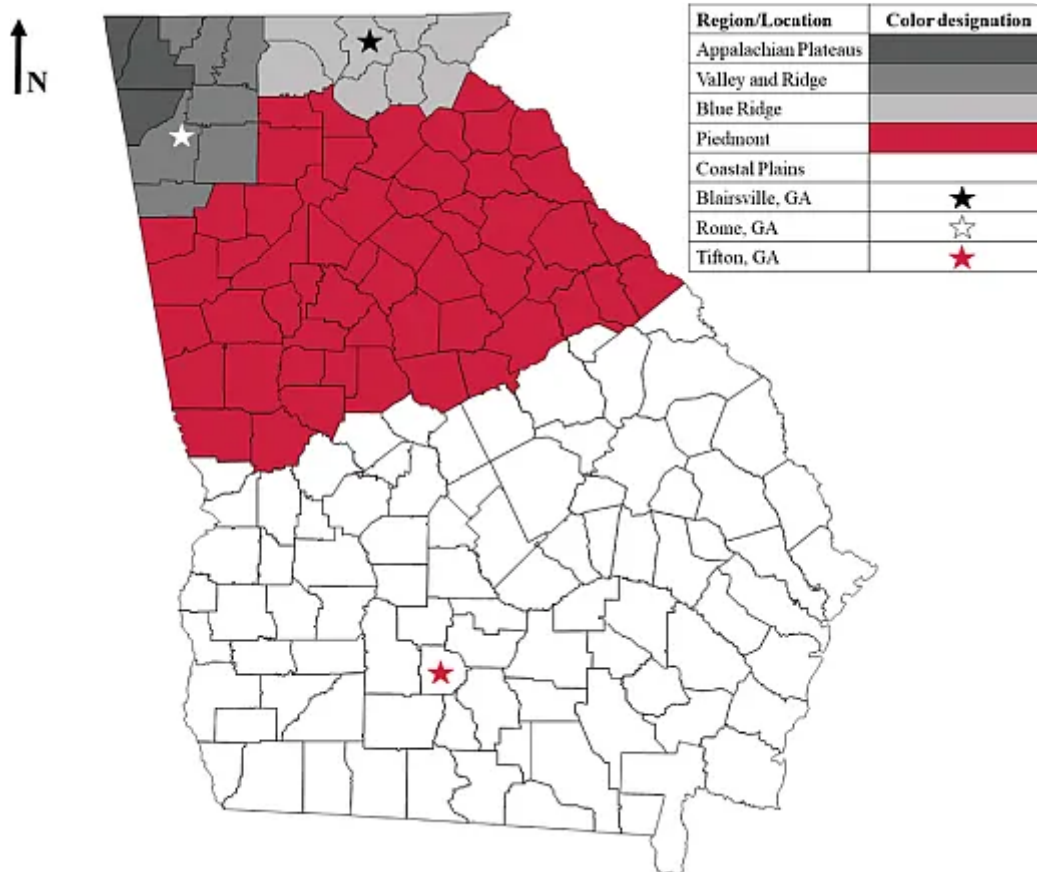 N
Region/Location Color designation
Appalachian Plateaus
Valley and Ridge
Blue Ridge
Piedmont
Coastal Plains
Blairsville, GA
Rome, GA
Tifton, GA